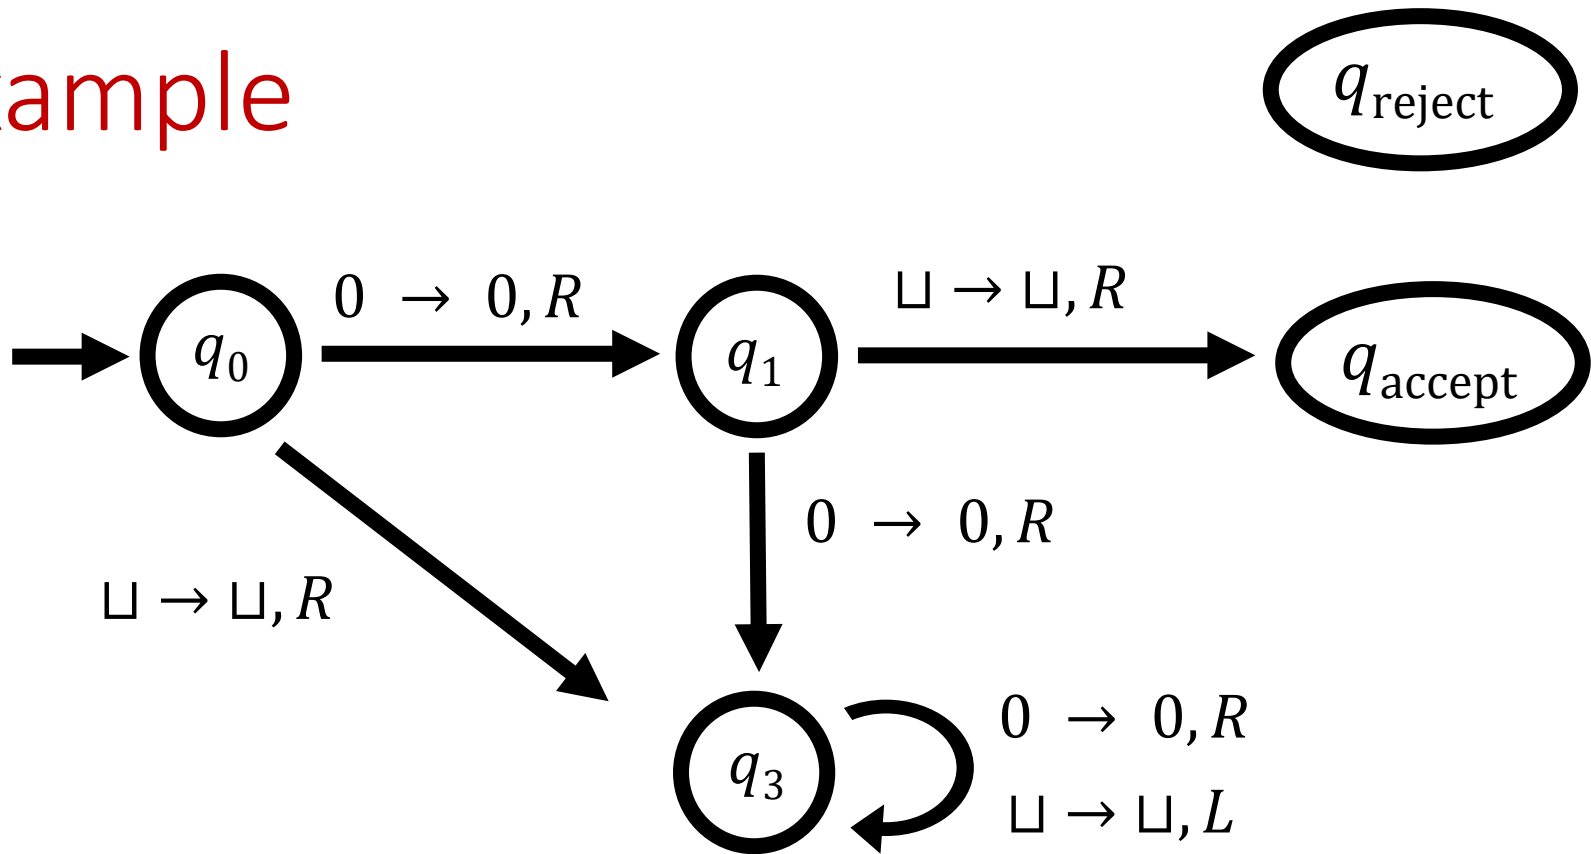 ample
q_reject
0 → 0, R
⊔ → ⊔, R
q_0
q_1
q_accept
0 → 0, R
⊔ → ⊔, R
q_3
0 → 0, R
⊔ → ⊔, L